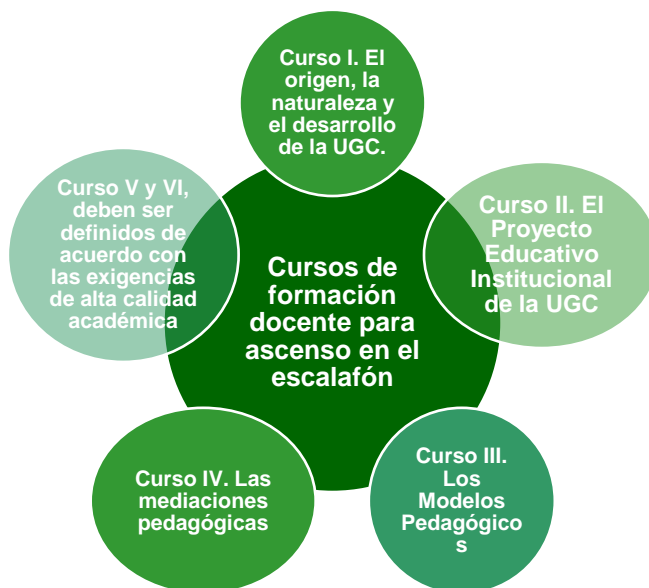 Curso I. El
origen, la
naturaleza y
el desarrollo
de la UGC.
Curso II. El
Proyecto
Educativo
Institucional
de la UGC
Curso III.
Los
Modelos
Pedagógico
s
Curso IV. Las
mediaciones
pedagógicas
Curso V y VI,
deben ser
definidos de
acuerdo con
las exigencias
de alta calidad
académica
Cursos de
formación
docente para
ascenso en el
escalafón